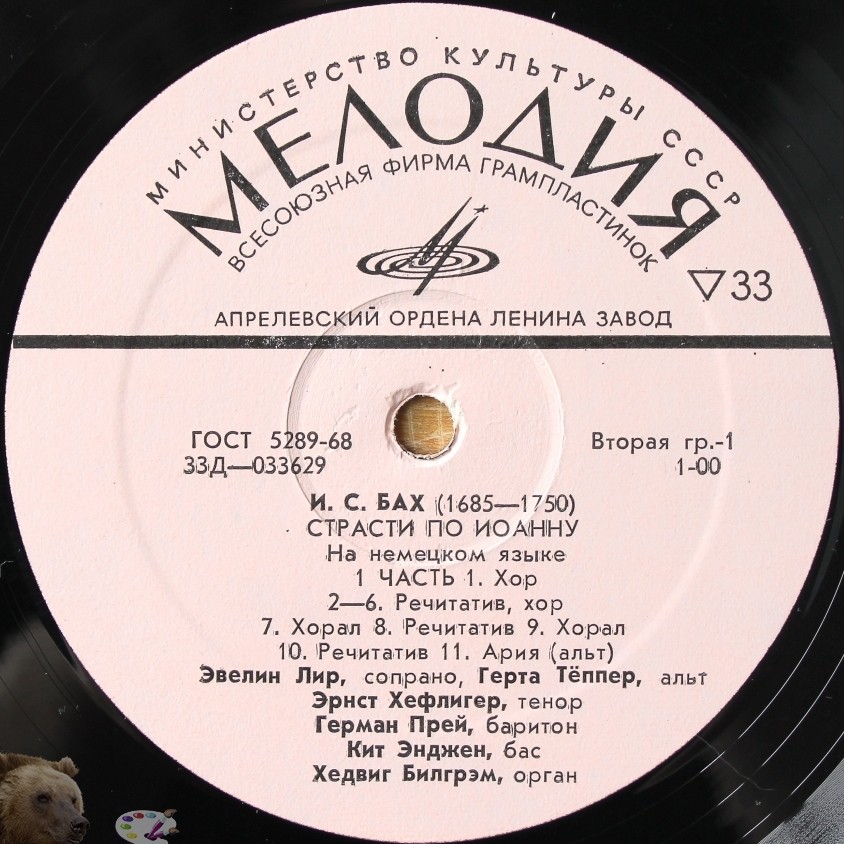 МИНИСТЕРСТВО КУЛЬТУРЫ СССР
МЕЛОДИЯ
ВСЕСОЮЗНАЯ ФИРМА ГРАМПЛАСТИНОК
▽33
АПРЕЛЕВСКИЙ ОРДЕНА ЛЕНИНА ЗАВОД
ГОСТ 5289-68 Вторая гр.-1
33Д—033629 1-00
И. С. БАХ (1685—1750)
СТРАСТИ ПО ИОАННУ
На немецком языке
1 ЧАСТЬ 1. Хор
2—6. Речитатив, хор
7. Хорал 8. Речитатив 9. Хорал
10. Речитатив 11. Ария (альт)
Эвелин Лир, сопрано, Герта Тёппер, альт
Эрнст Хефлигер, тенор
Герман Прей, баритон
Кит Энджен, бас
Хедвиг Билгрэм, орган